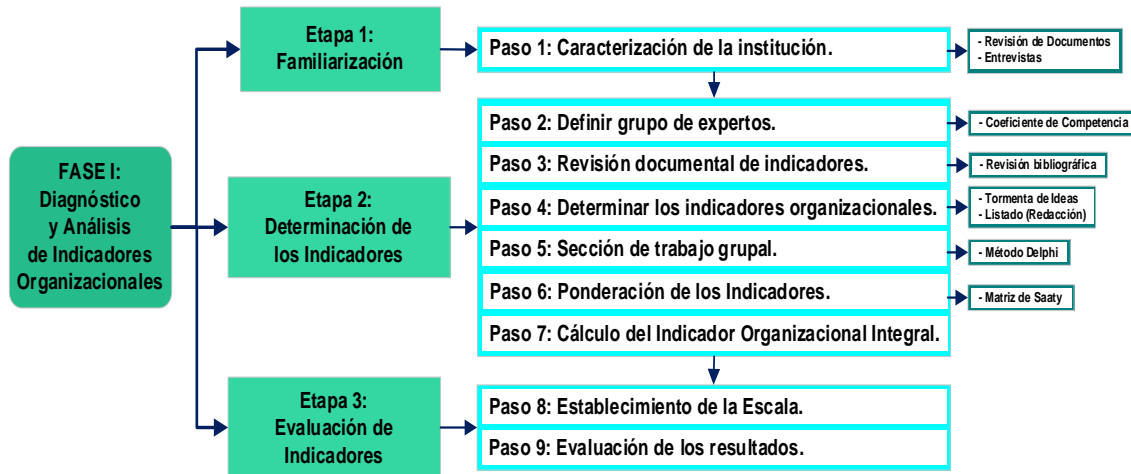 FASE I:
Diagnóstico
y Análisis
de Indicadores
Organizacionales
Etapa 1:
Familiarización
Paso 1: Caracterización de la institución.
- Revisión de Documentos
- Entrevistas
Etapa 2:
Determinación de
los Indicadores
Paso 2: Definir grupo de expertos.
- Coeficiente de Competencia
Paso 3: Revisión documental de indicadores.
- Revisión bibliográfica
Paso 4: Determinar los indicadores organizacionales.
- Tormenta de Ideas
- Listado (Redacción)
Paso 5: Sección de trabajo grupal.
- Método Delphi
Paso 6: Ponderación de los Indicadores.
- Matriz de Saaty
Paso 7: Cálculo del Indicador Organizacional Integral.
Etapa 3:
Evaluación de
Indicadores
Paso 8: Establecimiento de la Escala.
Paso 9: Evaluación de los resultados.